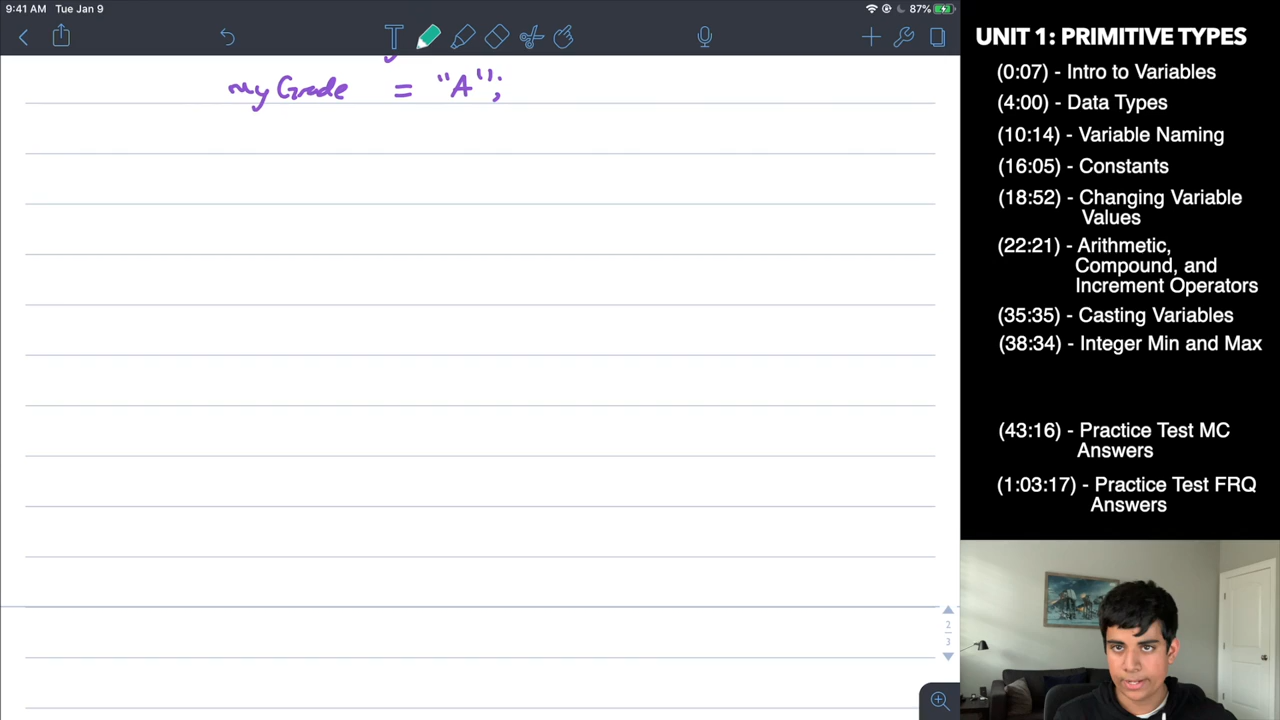 9:41 AM Tue Jan 9
87%
myGrade = "A";
2
3
UNIT 1: PRIMITIVE TYPES
(0:07) - Intro to Variables
(4:00) - Data Types
(10:14) - Variable Naming
(16:05) - Constants
(18:52) - Changing Variable
Values
(22:21) - Arithmetic,
Compound, and
Increment Operators
(35:35) - Casting Variables
(38:34) - Integer Min and Max
(43:16) - Practice Test MC
Answers
(1:03:17) - Practice Test FRQ
Answers